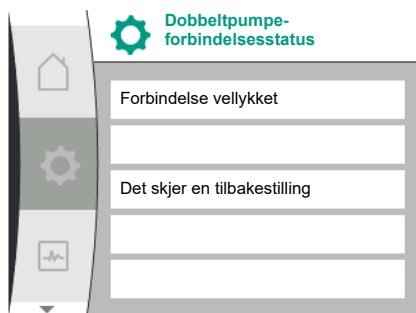 Dobbeltpumpe-
forbindelsesstatus
Forbindelse vellykket
Det skjer en tilbakestilling